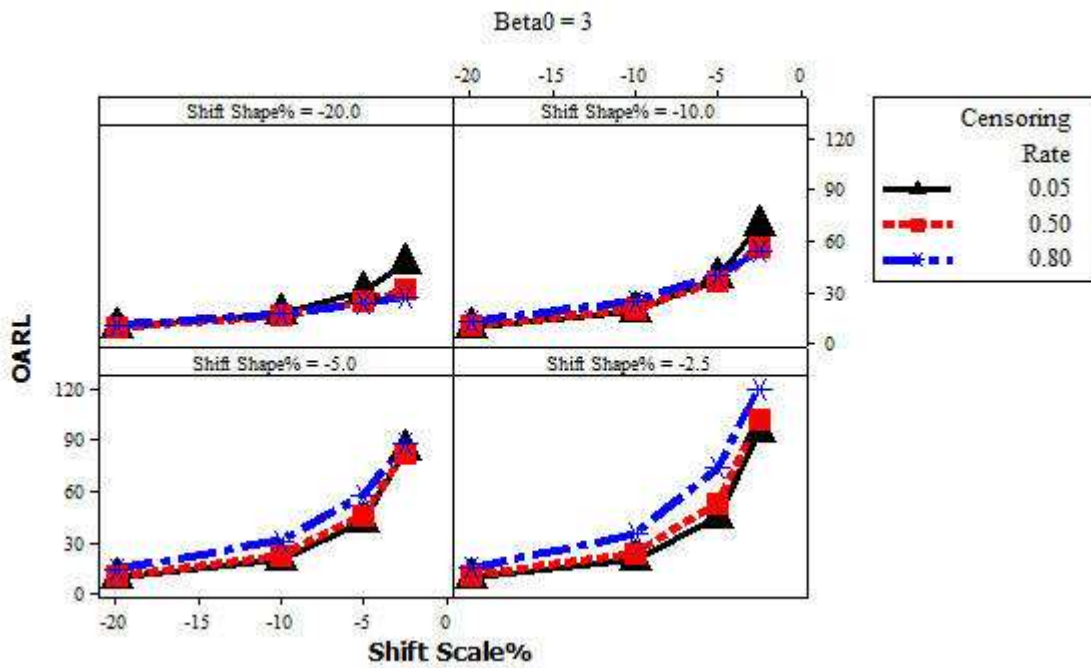 Beta0 = 3
-20 -15 -10 -5 0
Shift Shape% = -20.0 Shift Shape% = -10.0
120
90
60
30
0
Censoring
Rate
0.05
0.50
0.80
OARL
Shift Shape% = -5.0 Shift Shape% = -2.5
120
90
60
30
0
-20 -15 -10 -5 0
Shift Scale%